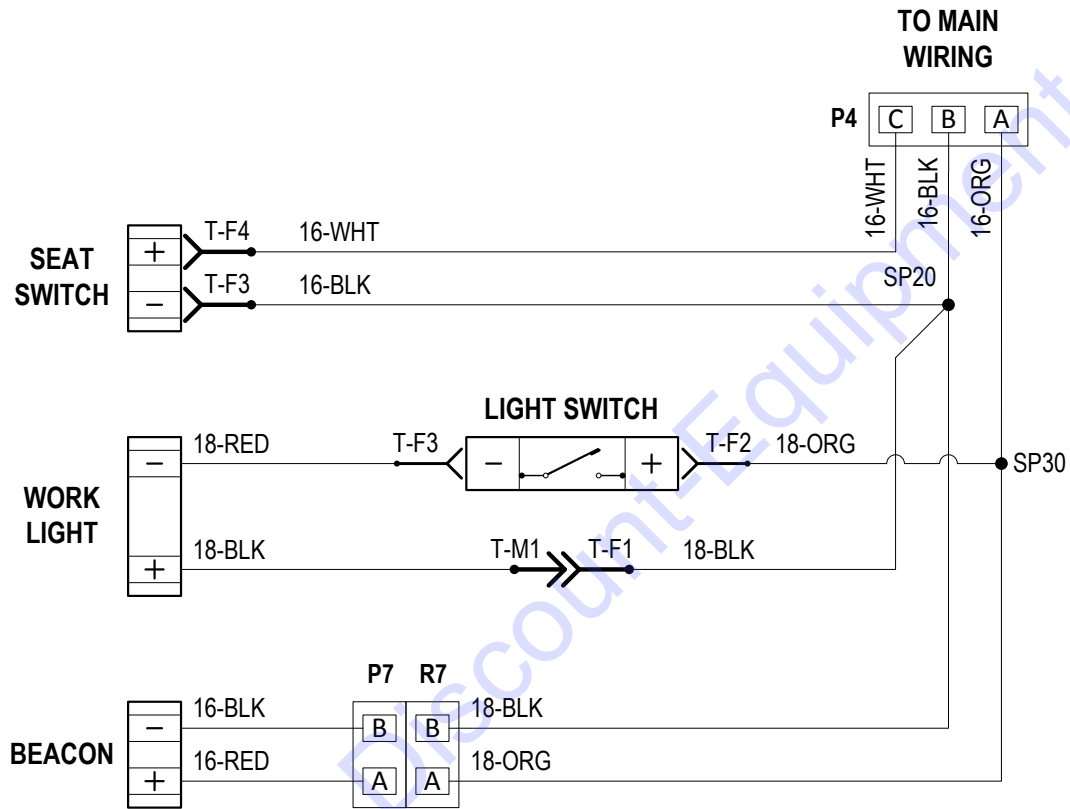 TO MAIN
WIRING
P4 C B A
16-WHT 16-BLK 16-ORG
T-F4 16-WHT
SEAT
SWITCH
+
-
T-F3 16-BLK
SP20
LIGHT SWITCH
18-RED T-F3 - + T-F2 18-ORG
SP30
WORK
LIGHT
-
+
18-BLK T-M1 T-F1 18-BLK
P7 R7
16-BLK B B 18-BLK
BEACON
-
+
16-RED A A 18-ORG
Discount-Equipment